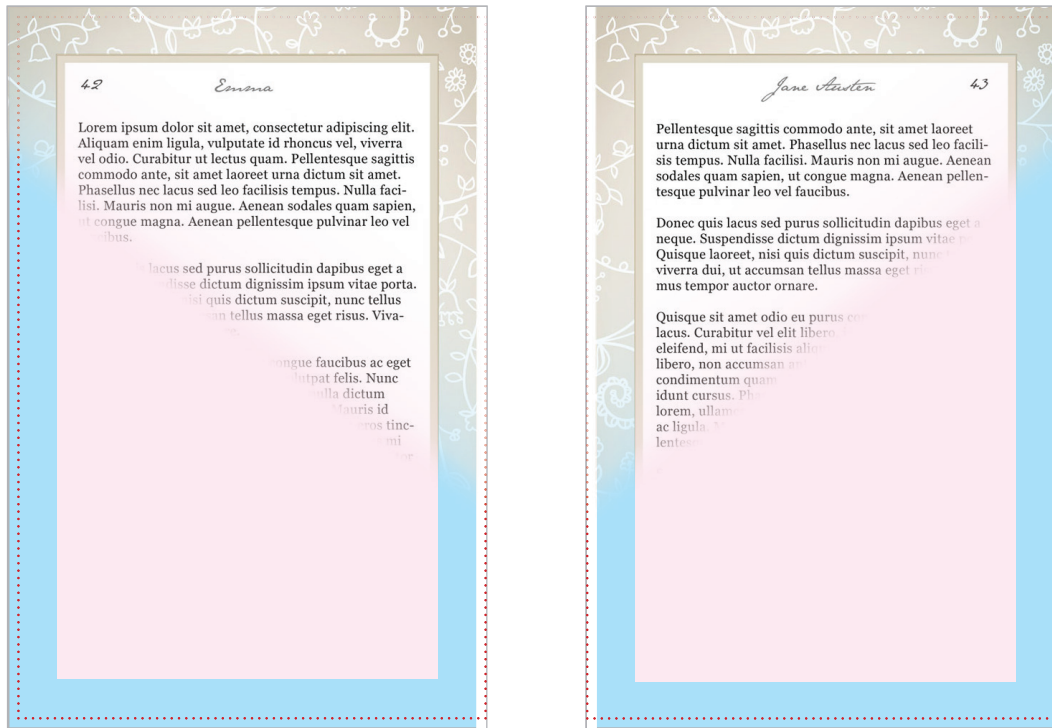 42
Emma
Lorem ipsum dolor sit amet, consectetur adipiscing elit.
Aliquam enim ligula, vulputate id rhoncus vel, viverra
vel odio. Curabitur ut lectus quam. Pellentesque sagittis
commodo ante, sit amet laoreet urna dictum sit amet.
Phasellus nec lacus sed leo facilisis tempus. Nulla faci-
lisi. Mauris non mi augue. Aenean sodales quam sapien,
ut congue magna. Aenean pellentesque pulvinar leo vel
lacus sed purus sollicitudin dapibus eget a
dignissim ipsum vitae porta.
quis dictum suscipit, nunc tellus
tellus massa eget risus. Viva-
congue faucibus ac eget
felis. Nunc
dictum
Mauris id
tinc-
mi
Jane Austen
43
Pellentesque sagittis commodo ante, sit amet laoreet
urna dictum sit amet. Phasellus nec lacus sed leo facili-
sis tempus. Nulla facilisi. Mauris non mi augue. Aenean
sodales quam sapien, ut congue magna. Aenean pellen-
tesque pulvinar leo vel faucibus.
Donec quis lacus sed purus sollicitudin dapibus eget a
neque. Suspendisse dictum dignissim ipsum vitae
Quisque laoreet, nisi quis dictum suscipit, nunc
viverra dui, ut accumsan tellus massa eget
mus tempor auctor ornare.
Quisque sit amet odio eu purus
lacus. Curabitur vel elit libero.
eleifend, mi ut facilisis
libero, non accumsan
condimentum quam
idunt cursus.
lorem,
ac ligula.